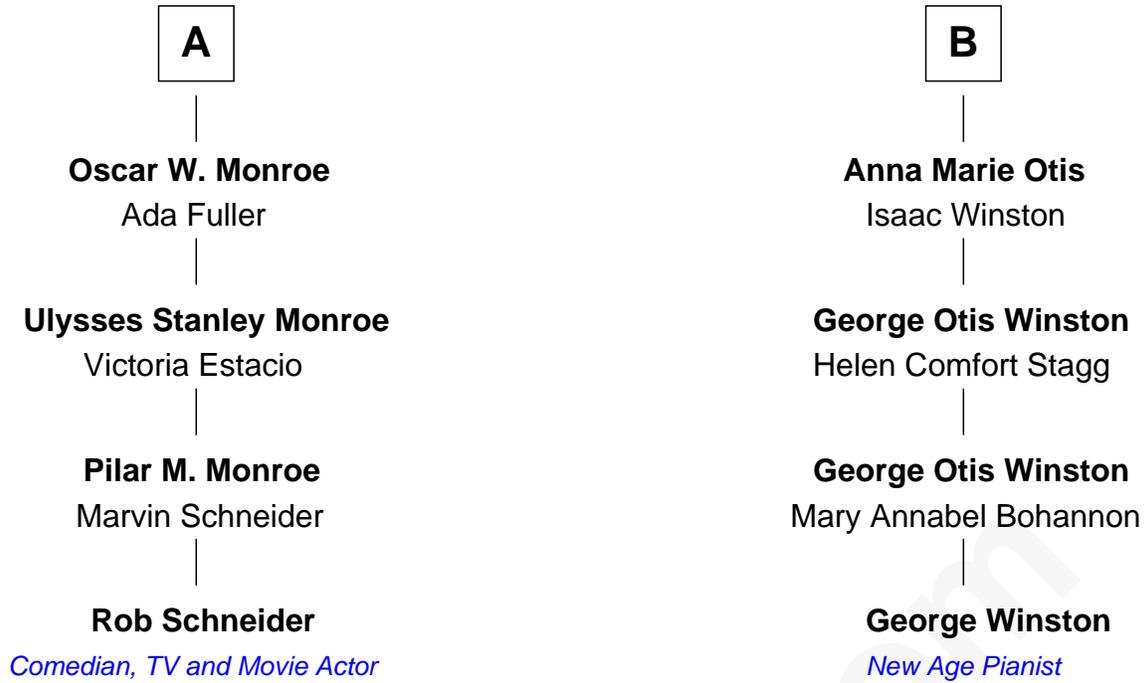 A
Oscar W. Monroe
Ada Fuller
Ulysses Stanley Monroe
Victoria Estacio
Pilar M. Monroe
Marvin Schneider
Rob Schneider
Comedian, TV and Movie Actor
B
Anna Marie Otis
Isaac Winston
George Otis Winston
Helen Comfort Stagg
George Otis Winston
Mary Annabel Bohannon
George Winston
New Age Pianist